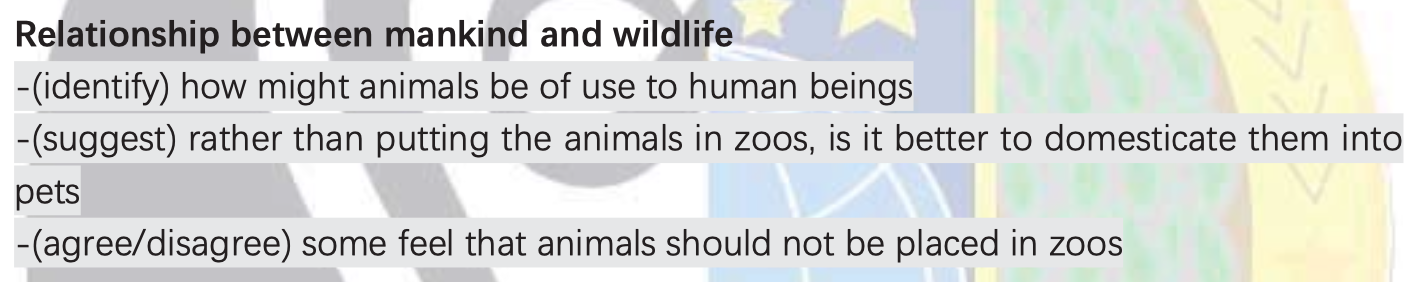 Relationship between mankind and wildlife
-(identify) how might animals be of use to human beings
-(suggest) rather than putting the animals in zoos, is it better to domesticate them into
pets
-(agree/disagree) some feel that animals should not be placed in zoos